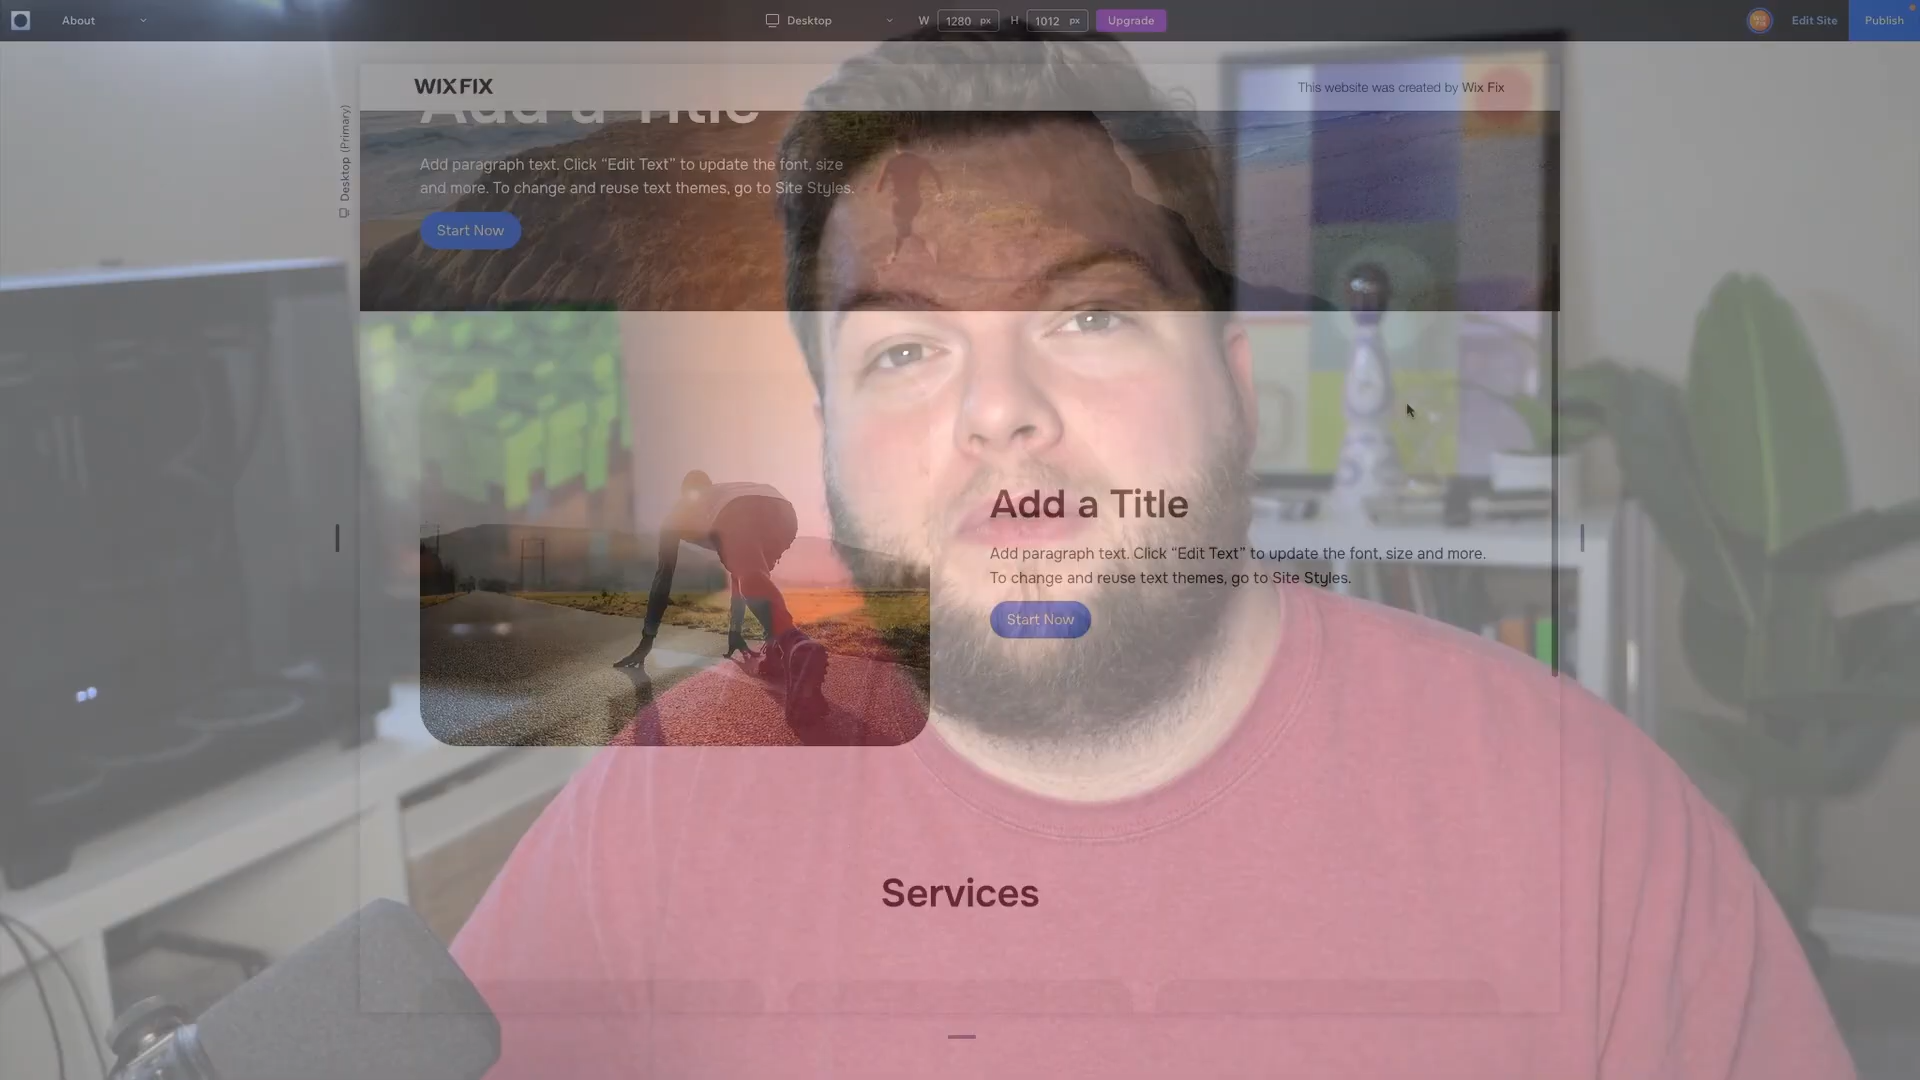 About
Desktop
W 1280 px H 1012 px
Upgrade
Edit Site
Publish
WIX FIX
This website was created by Wix Fix
Desktop (Primary)
Add a Title
Add paragraph text. Click “Edit Text” to update the font, size
and more. To change and reuse text themes, go to Site Styles.
Start Now
Add a Title
Add paragraph text. Click “Edit Text” to update the font, size and more.
To change and reuse text themes, go to Site Styles.
Start Now
Services